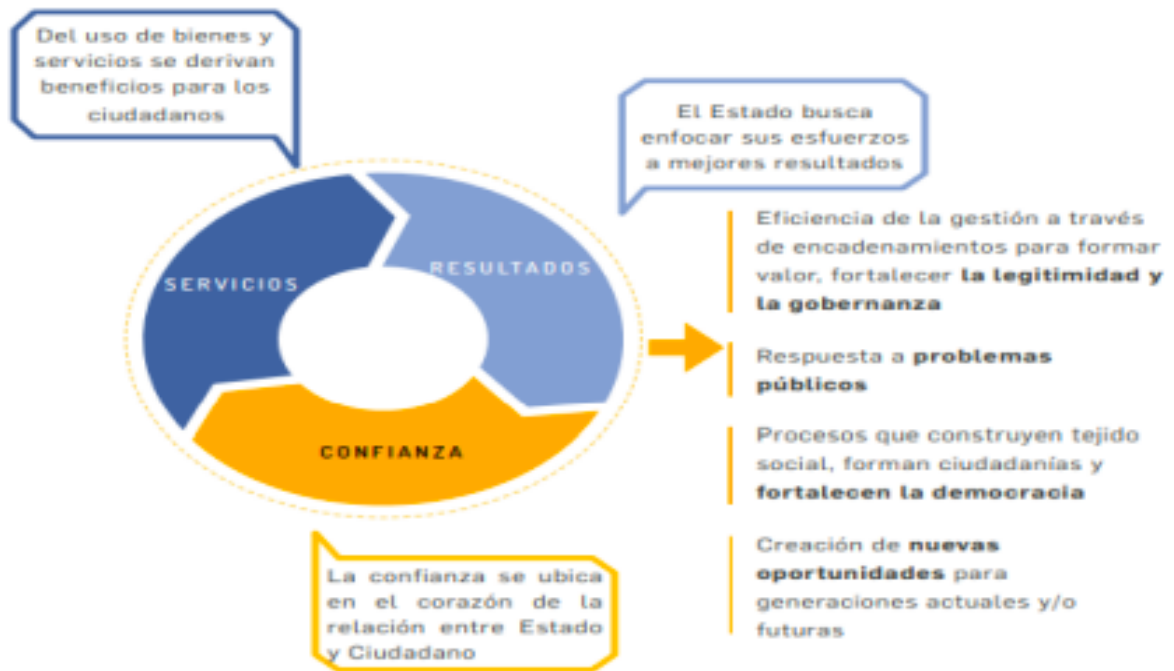 Del uso de bienes y
servicios se derivan
beneficios para los
ciudadanos
El Estado busca
enfocar sus esfuerzos
a mejores resultados
SERVICIOS
RESULTADOS
CONFIANZA
Eficiencia de la gestión a través
de encadenamientos para formar
valor, fortalecer la legitimidad y
la gobernanza
Respuesta a problemas
públicos
Procesos que construyen tejido
social, forman ciudadanías y
fortalecen la democracia
Creación de nuevas
oportunidades para
generaciones actuales y/o
futuras
La confianza se ubica
en el corazón de la
relación entre Estado
y Ciudadano